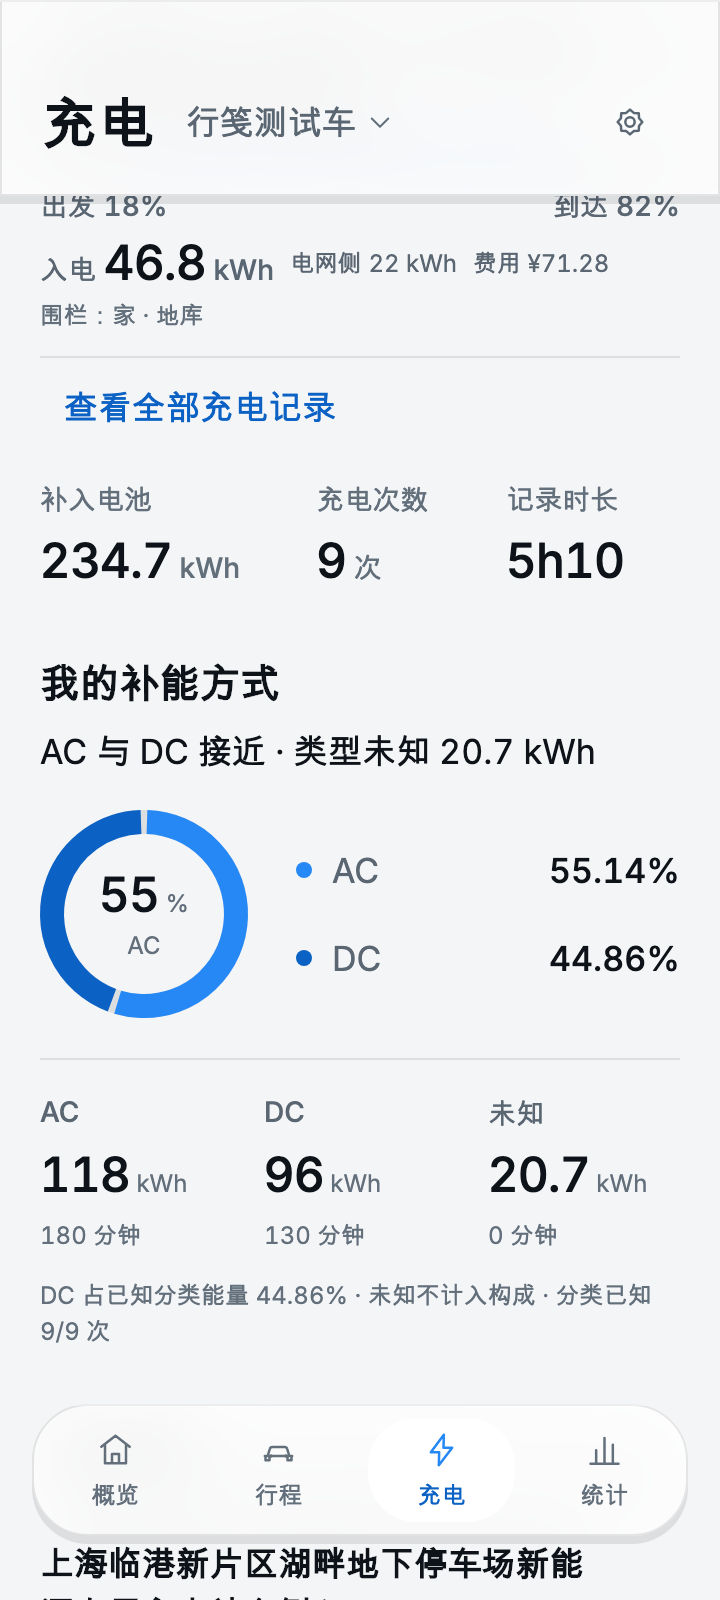 充电 行笺测试车
出发 18% 到达 82%
入电 46.8 kWh 电网侧 22 kWh 费用 ¥71.28
围栏：家 · 地库
查看全部充电记录
补入电池 充电次数 记录时长
234.7 kWh 9 次 5h10
我的补能方式
AC 与 DC 接近 · 类型未知 20.7 kWh
55 %
AC
AC 55.14%
DC 44.86%
AC DC 未知
118 kWh 96 kWh 20.7 kWh
180 分钟 130 分钟 0 分钟
DC 占已知分类能量 44.86% · 未知不计入构成 · 分类已知
9/9 次
概览 行程 充电 统计
上海临港新片区湖畔地下停车场新能